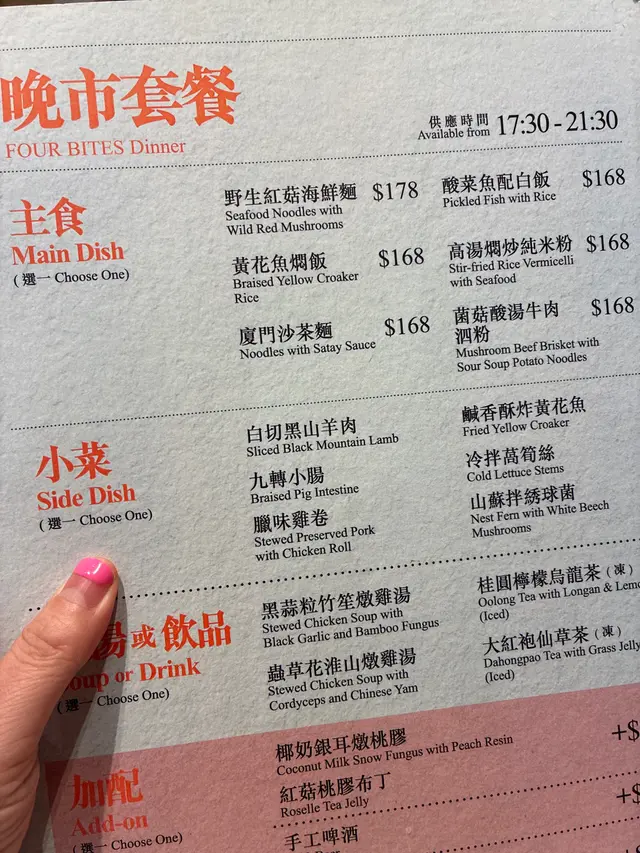 晚市套餐
FOUR BITES Dinner
供應時間
Available from 17:30 - 21:30
主食
Main Dish
(選一 Choose One)
野生紅菇海鮮麵 $178
Seafood Noodles with
Wild Red Mushrooms
酸菜魚配白飯 $168
Pickled Fish with Rice
黃花魚燜飯 $168
Braised Yellow Croaker
Rice
高湯燜炒純米粉 $168
Stir-fried Rice Vermicelli
with Seafood
廈門沙茶麵 $168
Noodles with Satay Sauce
菌菇酸湯牛肉 $168
泗粉
Mushroom Beef Brisket with
Sour Soup Potato Noodles
小菜
Side Dish
(選一 Choose One)
白切黑山羊肉
Sliced Black Mountain Lamb
鹹香酥炸黃花魚
Fried Yellow Croaker
九轉小腸
Braised Pig Intestine
冷拌萵筍絲
Cold Lettuce Stems
臘味雞卷
Stewed Preserved Pork
with Chicken Roll
山蘇拌綉球菌
Nest Fern with White Beech
Mushrooms
湯或飲品
Soup or Drink
(選一 Choose One)
黑蒜粒竹笙燉雞湯
Stewed Chicken Soup with
Black Garlic and Bamboo Fungus
桂圓檸檬烏龍茶(凍)
Oolong Tea with Longan & Lemo
(Iced)
蟲草花淮山燉雞湯
Stewed Chicken Soup with
Cordyceps and Chinese Yam
大紅袍仙草茶(凍)
Dahongpao Tea with Grass Jelly
(Iced)
加配
Add-on
(選一 Choose One)
椰奶銀耳燉桃膠 +$
Coconut Milk Snow Fungus with Peach Resin
紅菇桃膠布丁 +$
Roselle Tea Jelly
手工啤酒